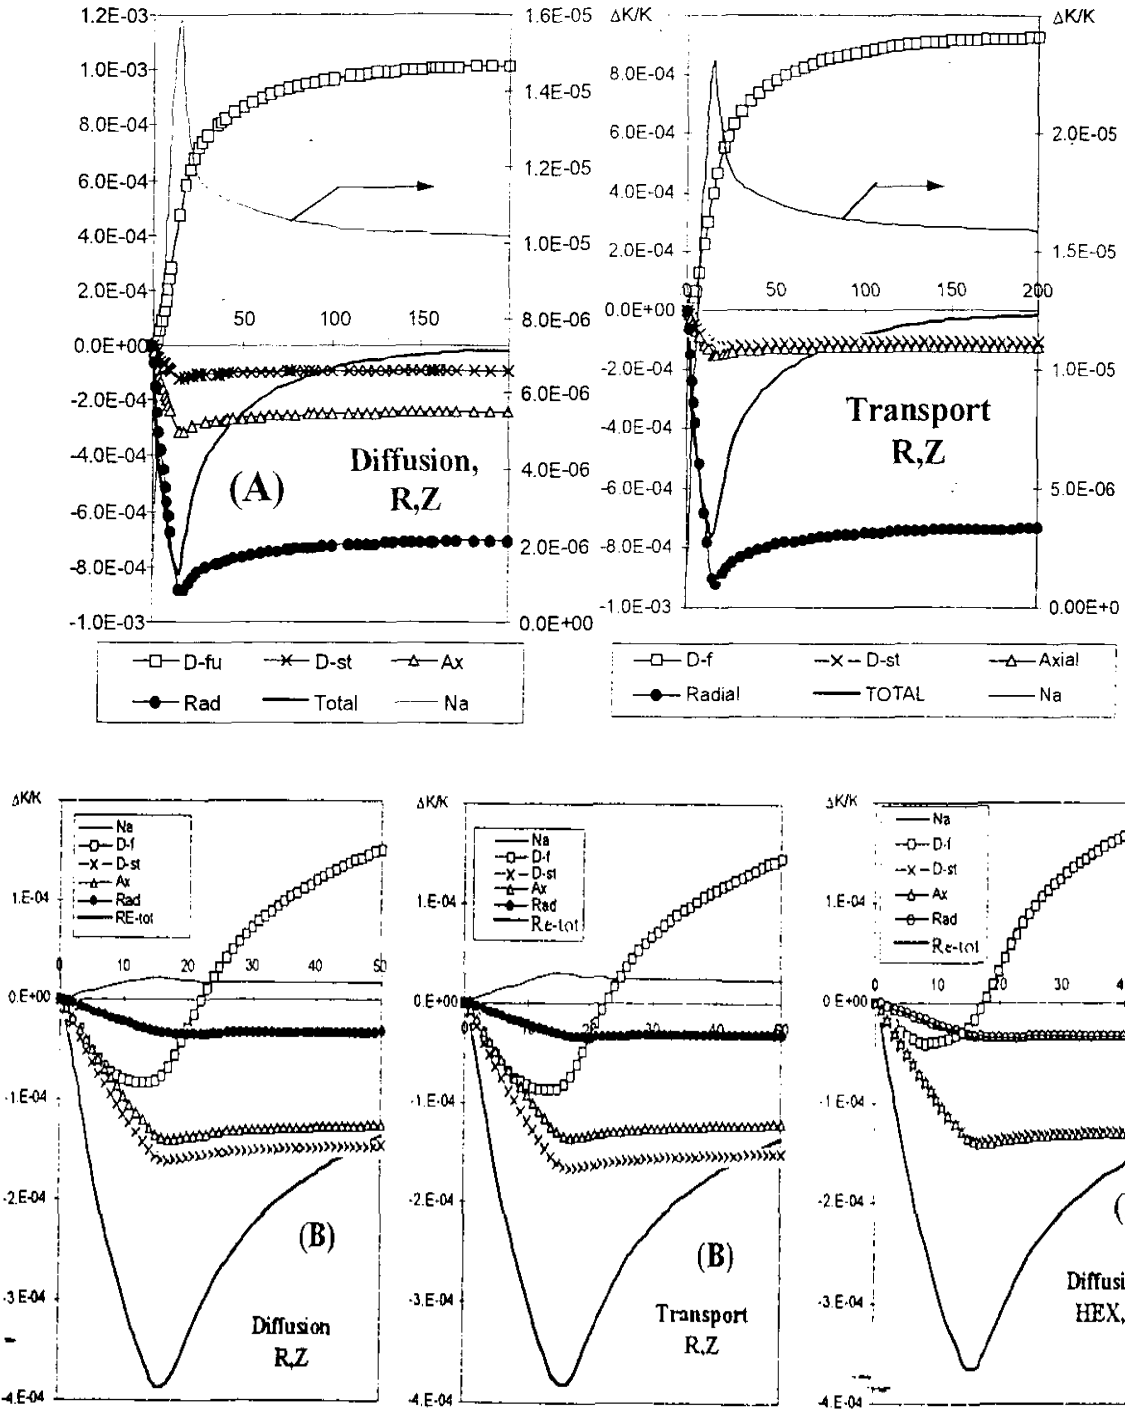 1.2E-03
1.0E-03
8.0E-04
6.0E-04
4.0E-04
2.0E-04
0.0E+00
-2.0E-04
-4.0E-04
-6.0E-04
-8.0E-04
-1.0E-03
50 100 150
ΔK/K
1.6E-05
1.4E-05
1.2E-05
1.0E-05
8.0E-06
6.0E-06
4.0E-06
2.0E-06
0.0E+00
(A)
Diffusion,
R,Z
D-fu D-st Ax
Rad Total Na
8.0E-04
6.0E-04
4.0E-04
2.0E-04
0.0E+00
-2.0E-04
-4.0E-04
-6.0E-04
-8.0E-04
-1.0E-03
0 50 100 150 200
ΔK/K
2.0E-05
1.5E-05
1.0E-05
5.0E-06
0.00E+0
Transport
R,Z
D-f D-st Axial
Radial TOTAL Na
ΔK/K
Na
D-f
D-st
Ax
Rad
RE-tot
1.E-04
0.E+00
-1.E-04
-2.E-04
-3.E-04
-4.E-04
0 10 20 30 40 50
(B)
Diffusion
R,Z
ΔK/K
Na
D-f
D-st
Ax
Rad
Re-tot
1.E-04
0.E+00
-1.E-04
-2.E-04
-3.E-04
-4.E-04
0 10 20 30 40 50
(B)
Transport
R,Z
ΔK/K
Na
D-f
D-st
Ax
Rad
Re-tot
1.E-04
0.E+00
-1.E-04
-2.E-04
-3.E-04
-4.E-04
0 10 20 30
(
Diffusi
HEX,